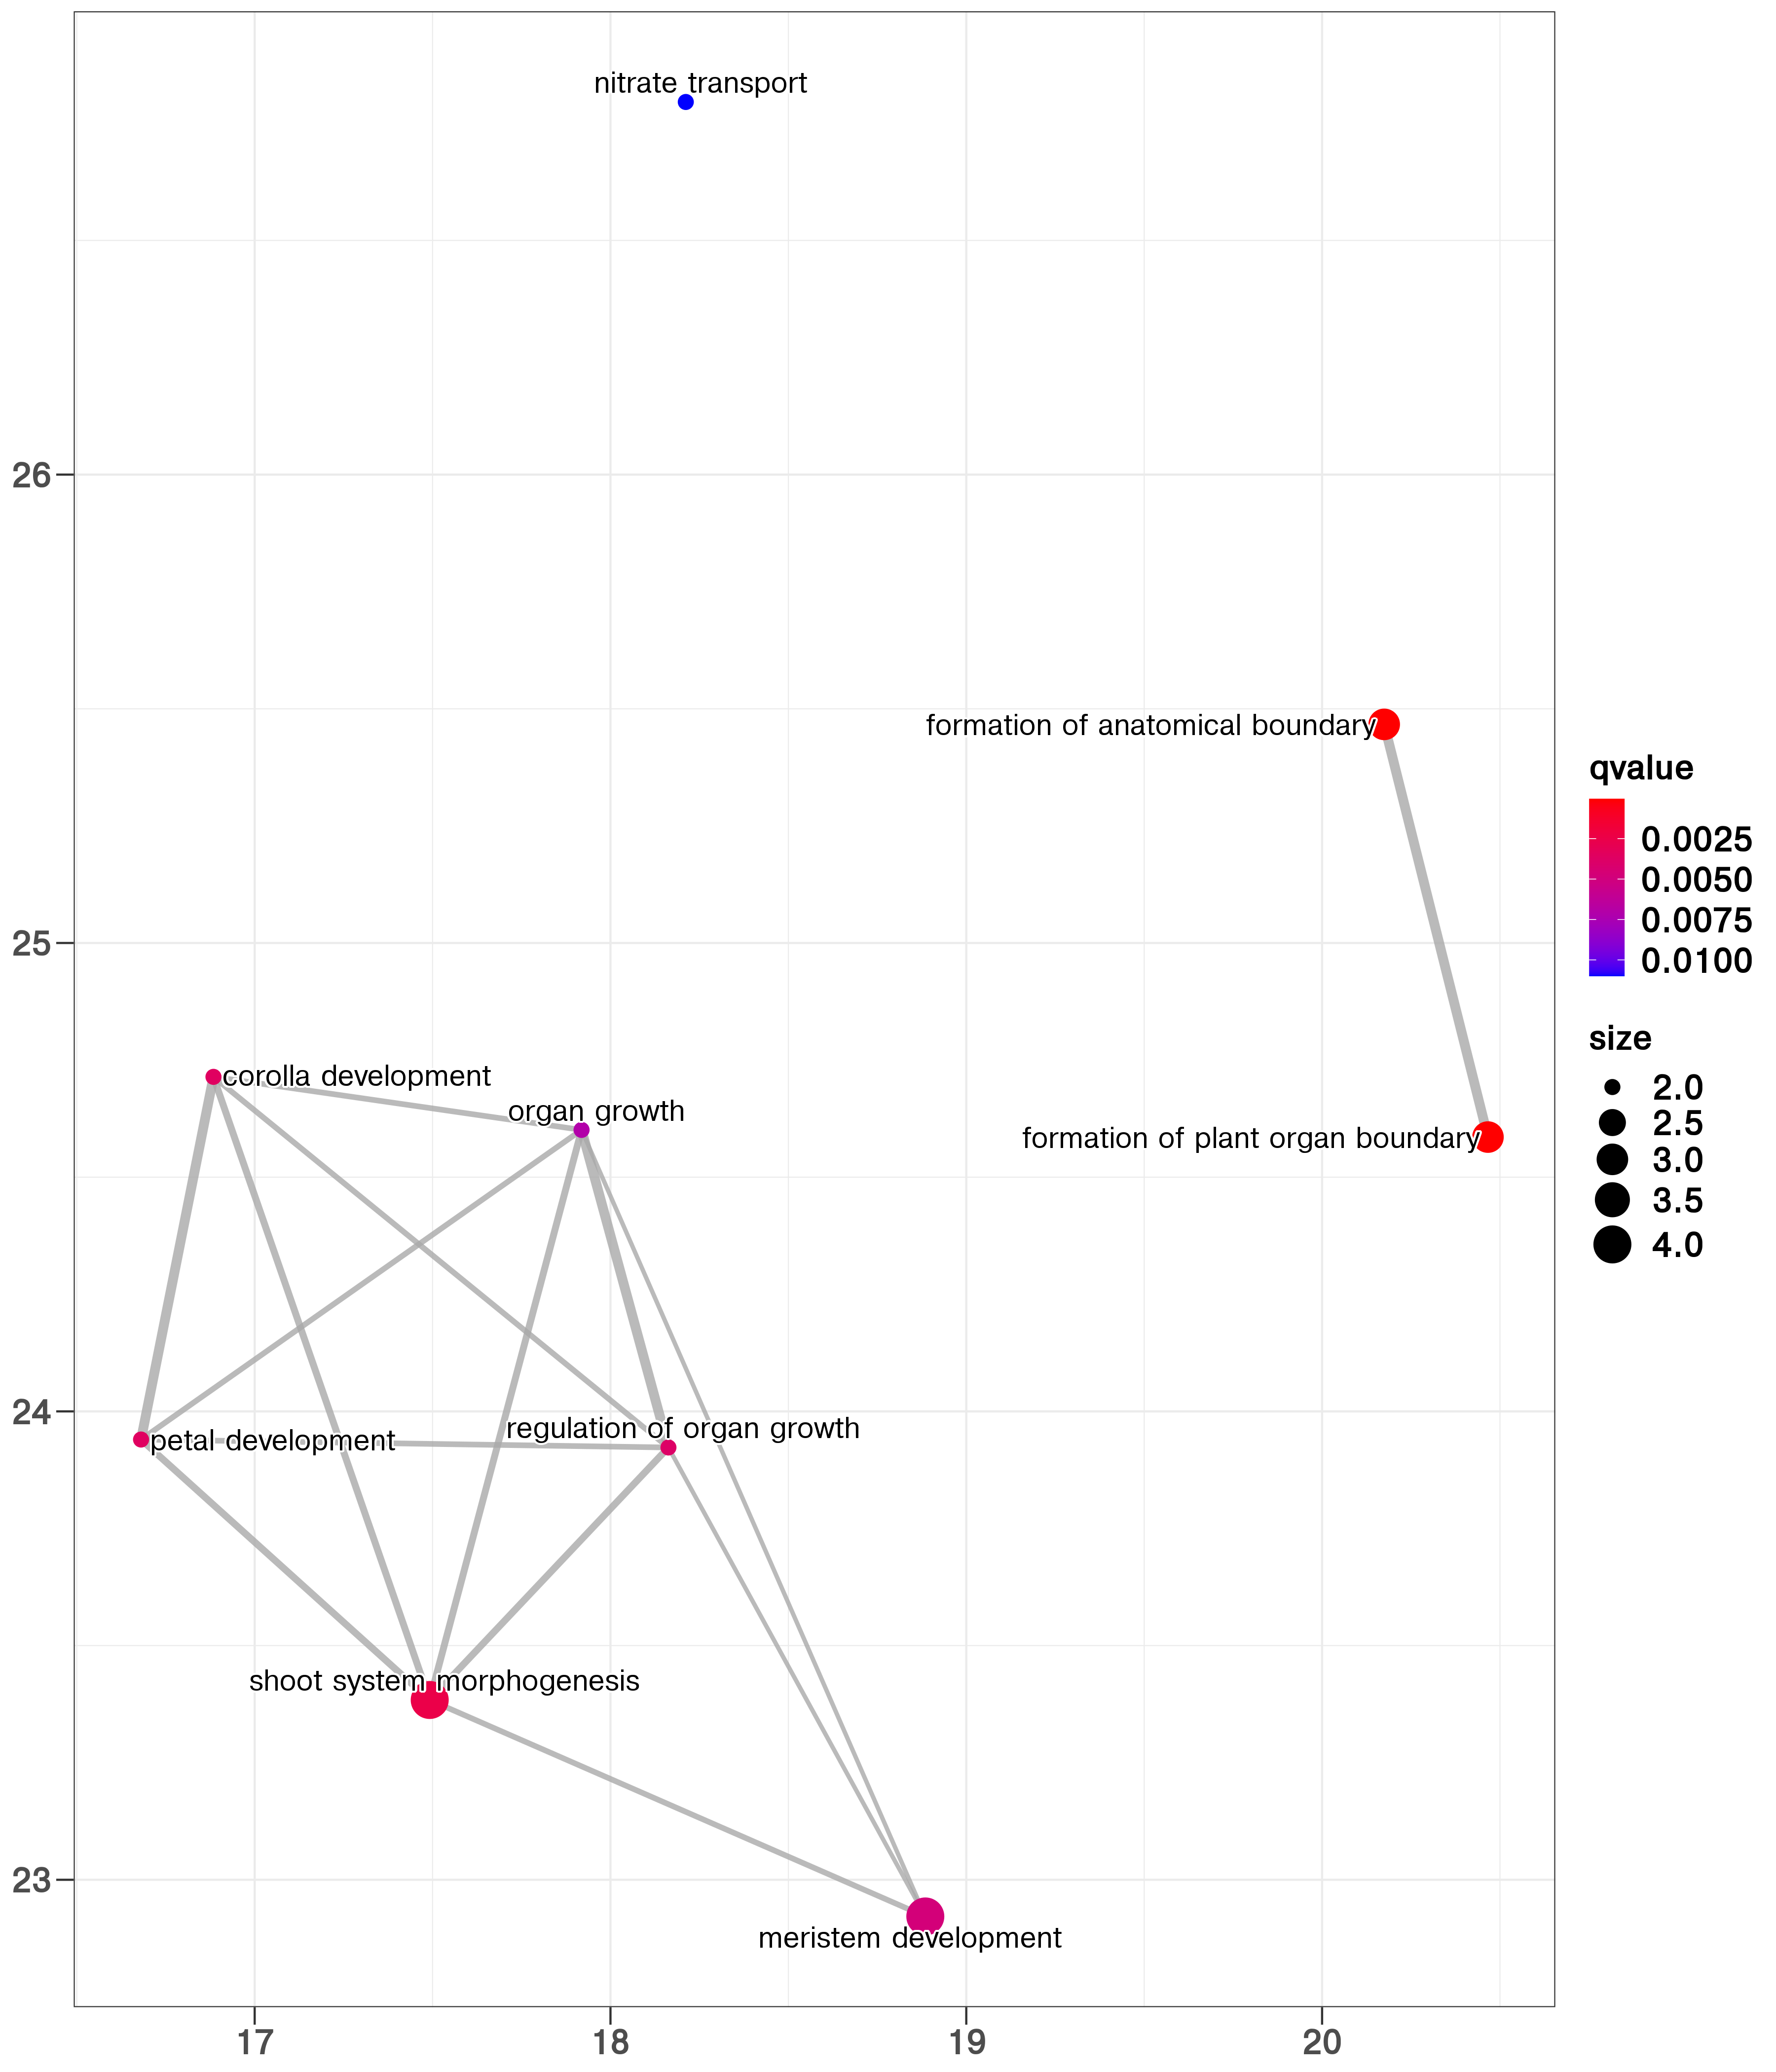 nitrate transport
26
formation of anatomical boundary
qvalue
0.0025
0.0050
0.0075
0.0100
25
size
2.0
2.5
3.0
3.5
4.0
corolla development
organ growth
formation of plant organ boundary
24
regulation of organ growth
petal development
shoot system morphogenesis
23
meristem development
17
18
19
20